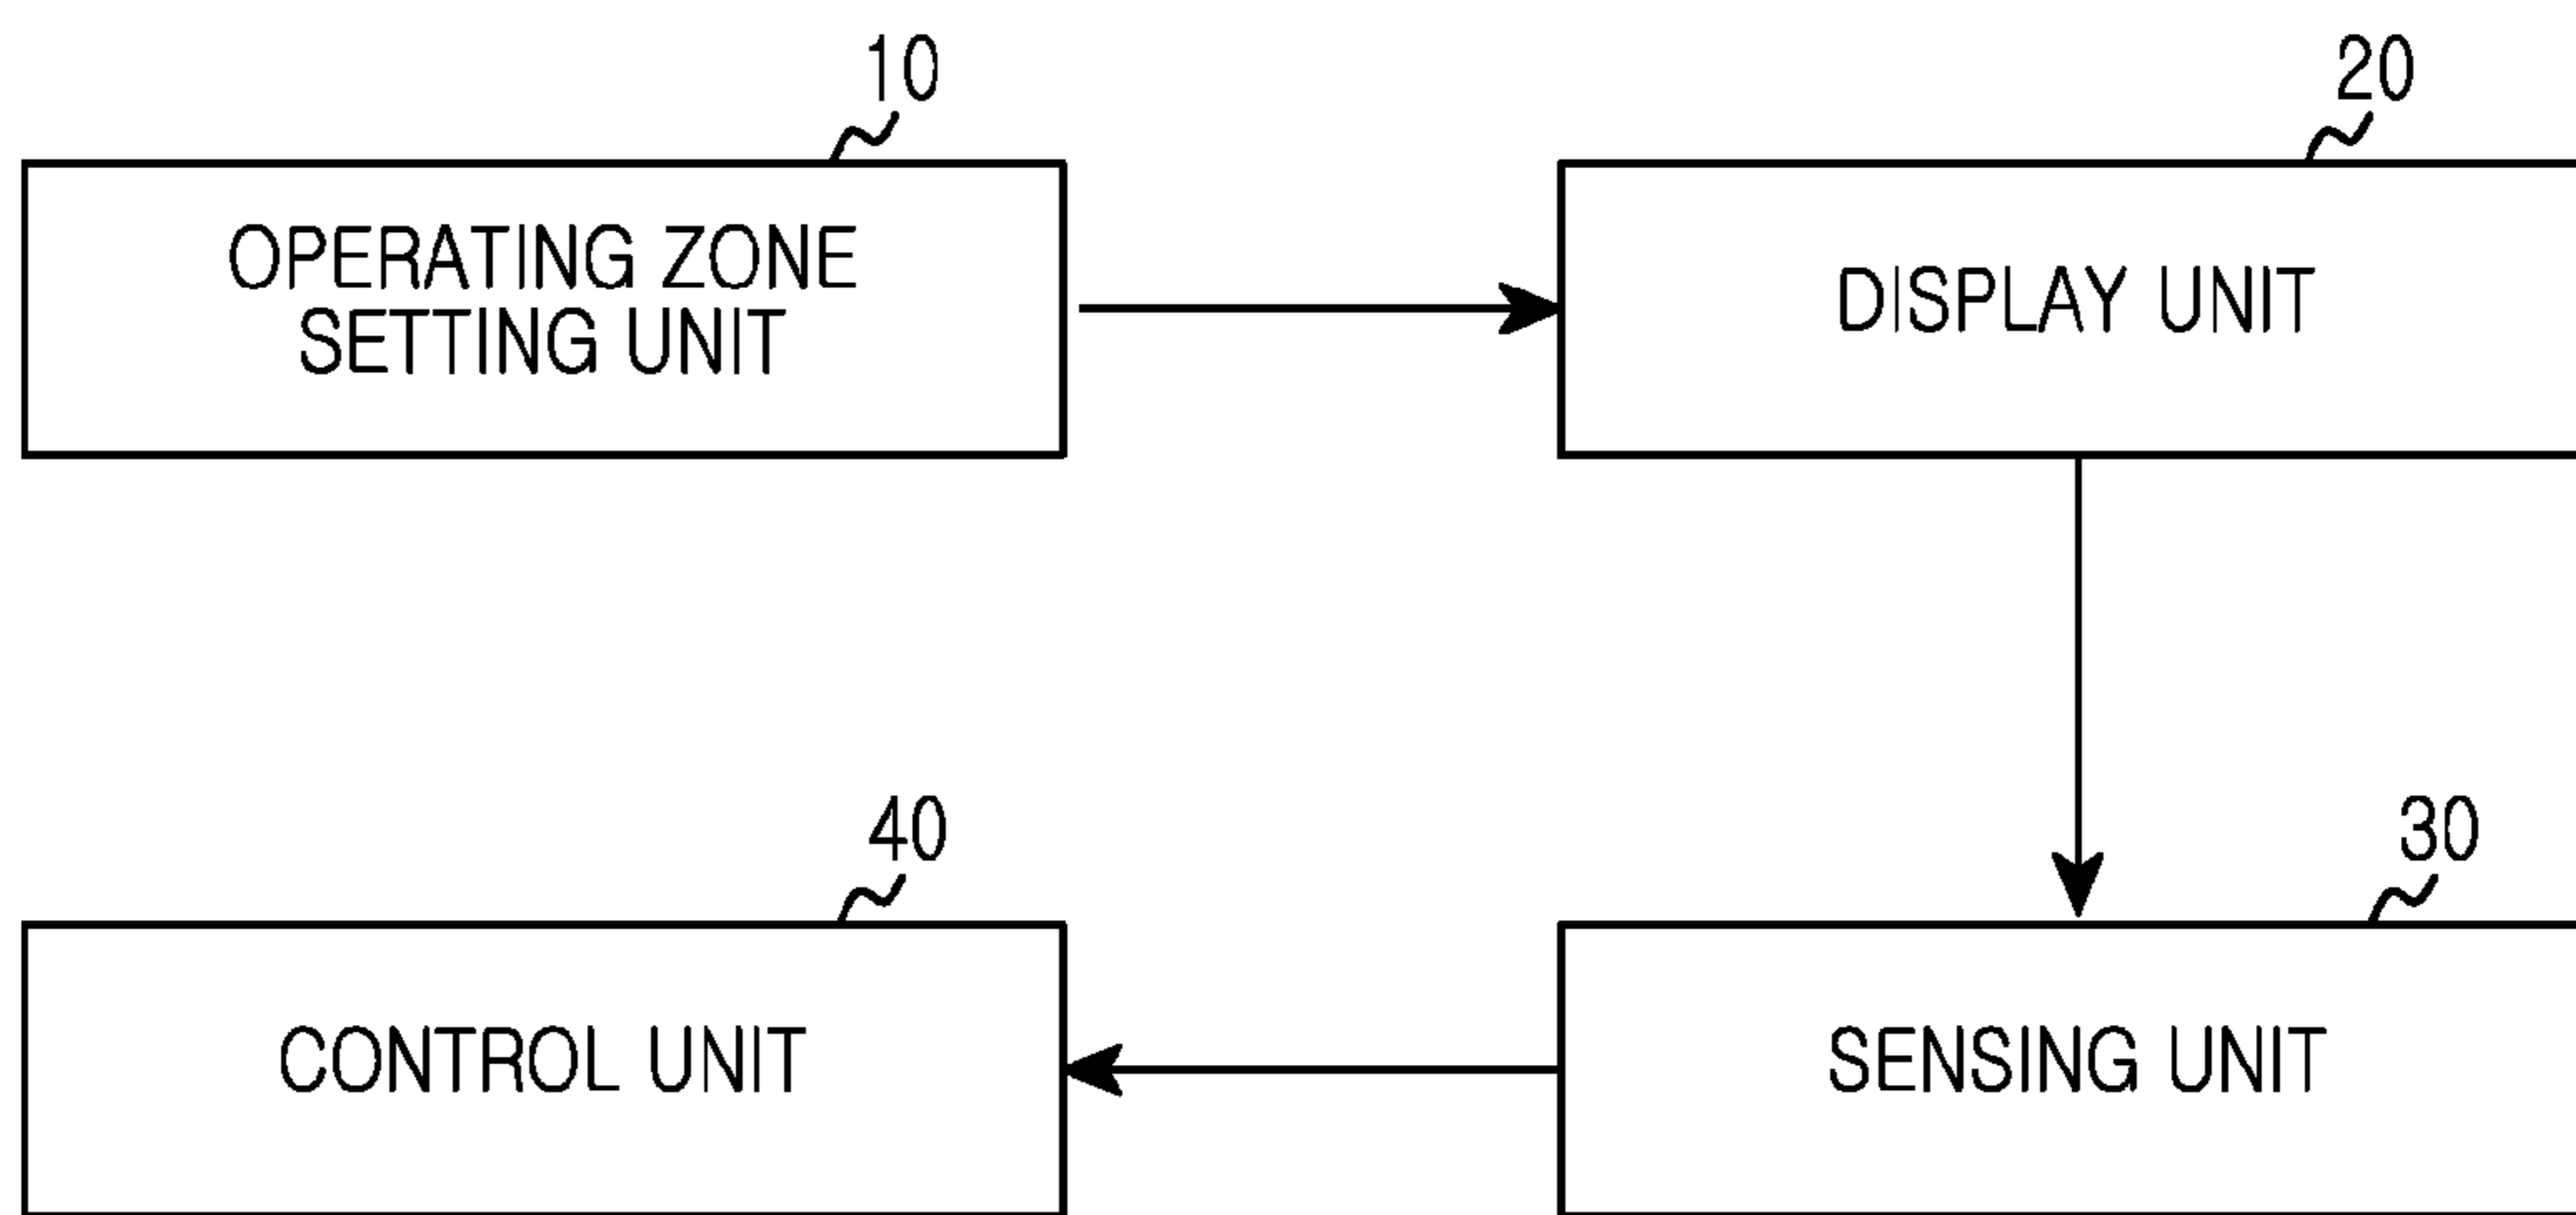 10
OPERATING ZONE
SETTING UNIT
20
DISPLAY UNIT
40
CONTROL UNIT
30
SENSING UNIT